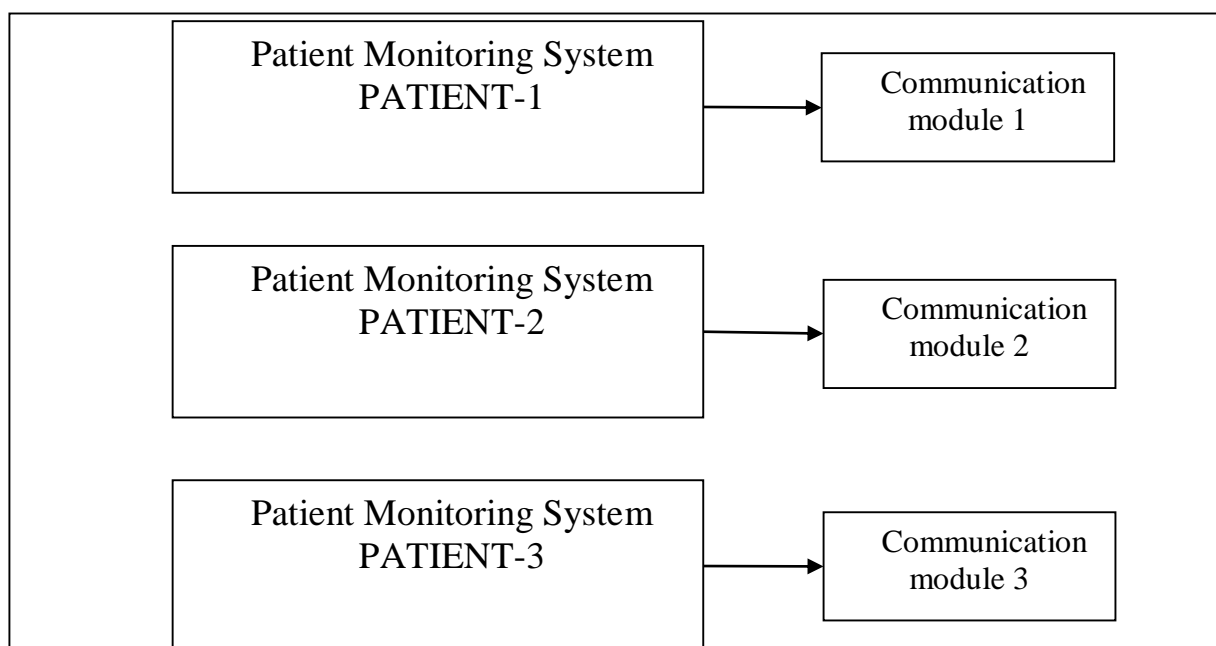 Patient Monitoring System
PATIENT-1
Communication
module 1
Patient Monitoring System
PATIENT-2
Communication
module 2
Patient Monitoring System
PATIENT-3
Communication
module 3